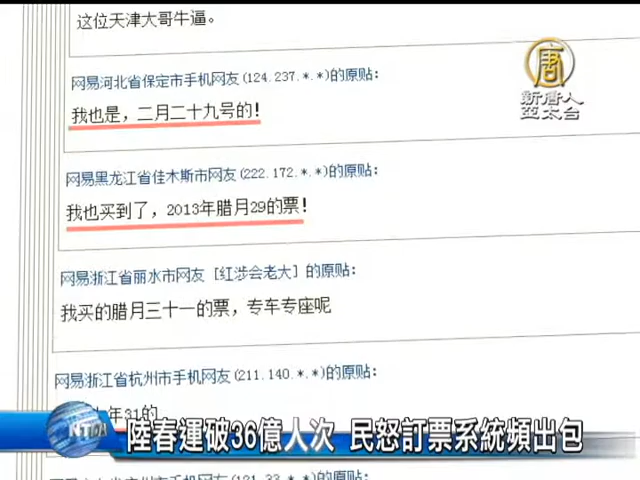 这位天津大哥牛逼。
网易河北省保定市手机网友(124.237.*.*)的原贴:
我也是，二月二十九号的!
网易黑龙江省佳木斯市网友(222.172.*.*)的原贴:
我也买到了，2013年腊月29的票!
网易浙江省丽水市网友 [红涉会老大] 的原贴:
我买的腊月三十一的票，专车专座呢
网易浙江省杭州市手机网友(211.140.*.*)的原贴:
年31的
陸春運破36億人次 民怒訂票系統頻出包
NTDA
唐
新唐人
亞太台